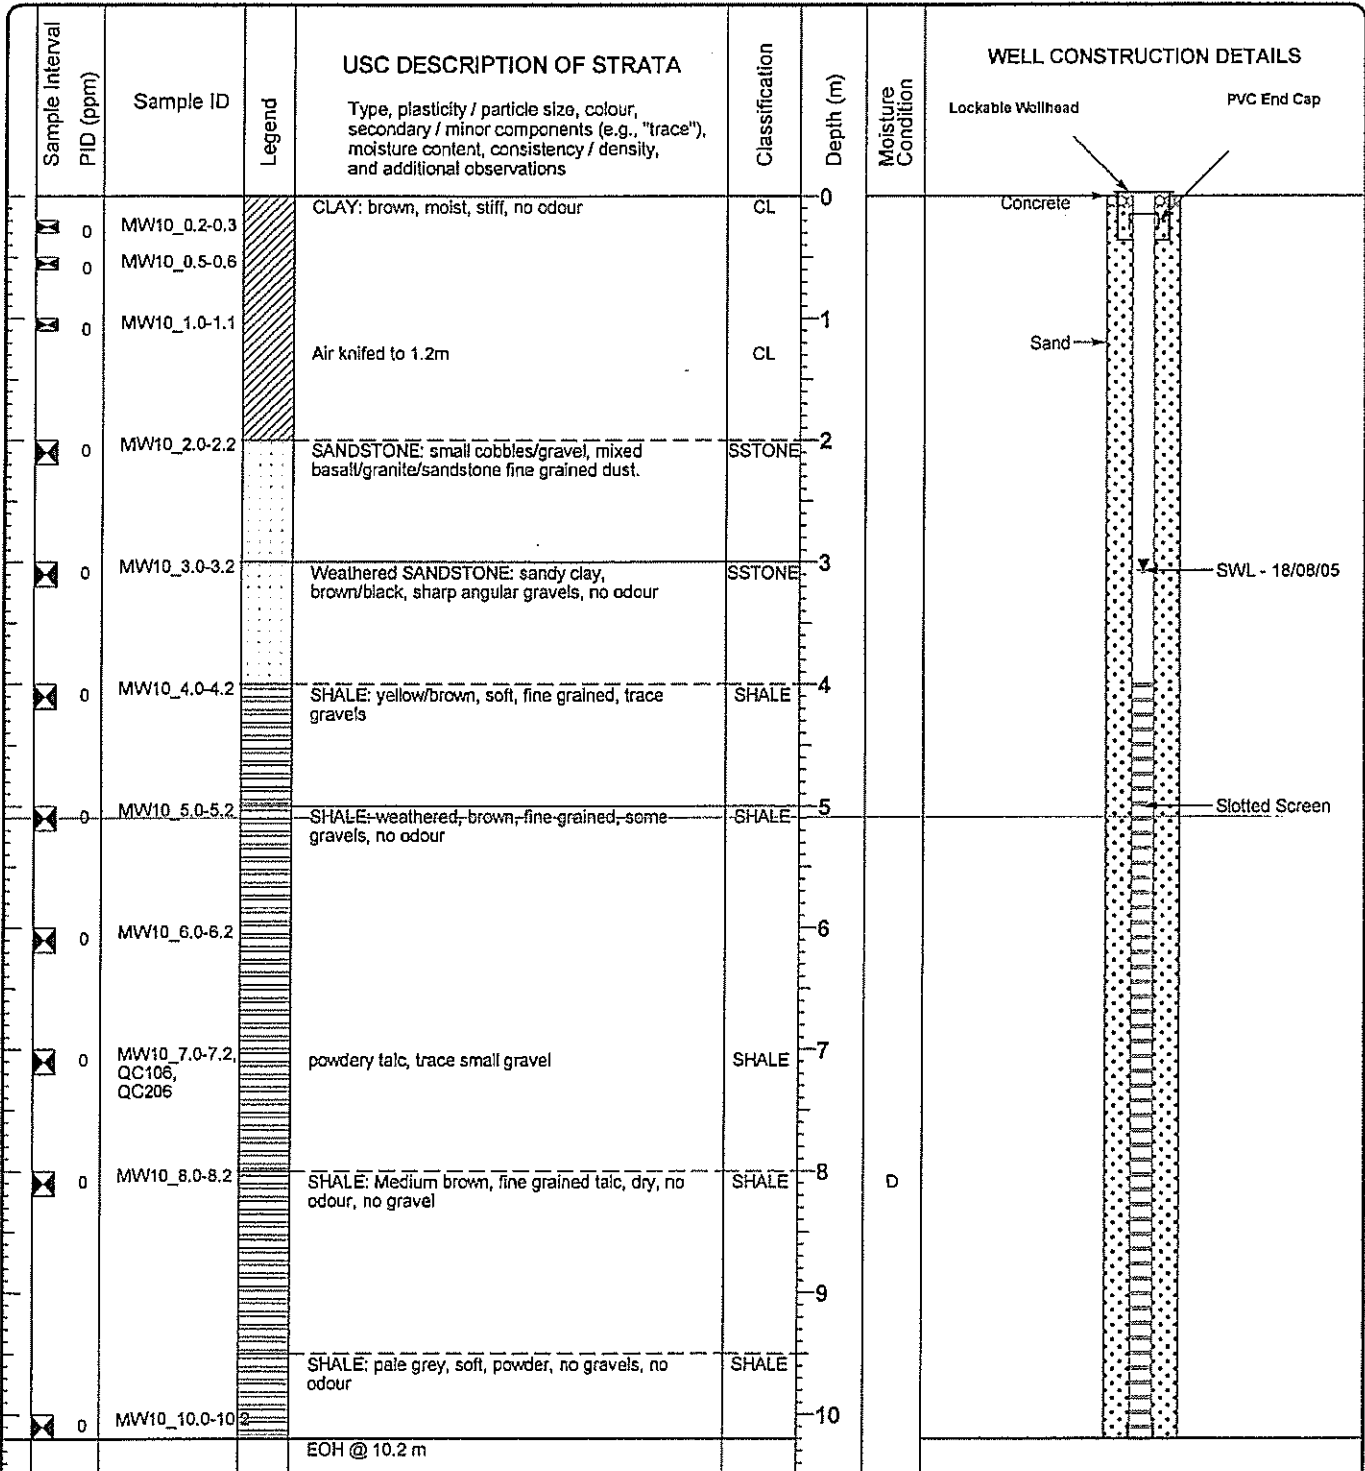 Sample Interval
PID (ppm)
Sample ID
Legend
USC DESCRIPTION OF STRATA
Type, plasticity / particle size, colour,
secondary / minor components (e.g., "trace"),
moisture content, consistency / density,
and additional observations
Classification
Depth (m)
Moisture
Condition
WELL CONSTRUCTION DETAILS
Lockable Wellhead
PVC End Cap
CLAY: brown, moist, stiff, no odour
CL
0
Concrete
0
MW10_0.2-0.3
0
MW10_0.5-0.6
0
MW10_1.0-1.1
1
Air knifed to 1.2m
CL
Sand
0
MW10_2.0-2.2
SANDSTONE: small cobbles/gravel, mixed
basalt/granite/sandstone fine grained dust.
SSTONE
2
0
MW10_3.0-3.2
Weathered SANDSTONE: sandy clay,
brown/black, sharp angular gravels, no odour
SSTONE
3
SWL - 18/08/05
0
MW10_4.0-4.2
SHALE: yellow/brown, soft, fine grained, trace
gravels
SHALE
4
0
MW10_5.0-5.2
SHALE: weathered, brown, fine grained, some
gravels, no odour
SHALE
5
Slotted Screen
0
MW10_6.0-6.2
6
0
MW10_7.0-7.2,
QC106,
QC206
powdery talc, trace small gravel
SHALE
7
0
MW10_8.0-8.2
SHALE: Medium brown, fine grained talc, dry, no
odour, no gravel
SHALE
8
D
9
SHALE: pale grey, soft, powder, no gravels, no
odour
SHALE
0
MW10_10.0-10.2
10
EOH @ 10.2 m